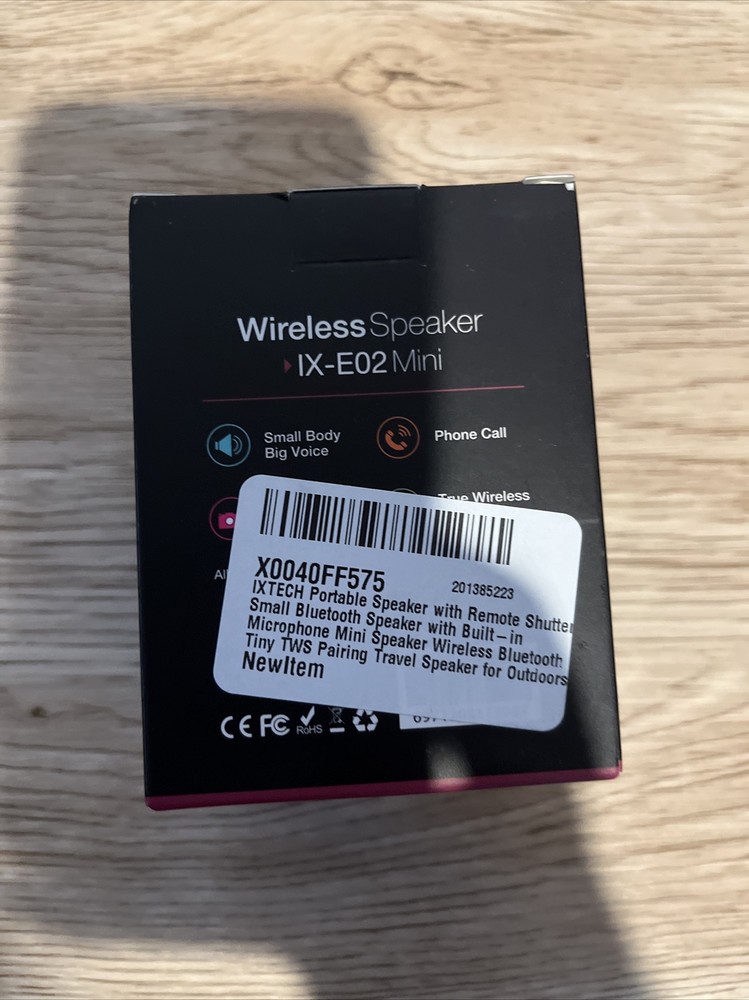 Wireless Speaker
IX-E02 Mini
Small Body
Big Voice
Phone Call
True Wireless
X0040FF575
201385223
IXTECH Portable Speaker with Remote Shutter
Small Bluetooth Speaker with Built-in
Microphone Mini Speaker Wireless Bluetooth
Tiny TWS Pairing Travel Speaker for Outdoors
NewItem
CE FC RoHS